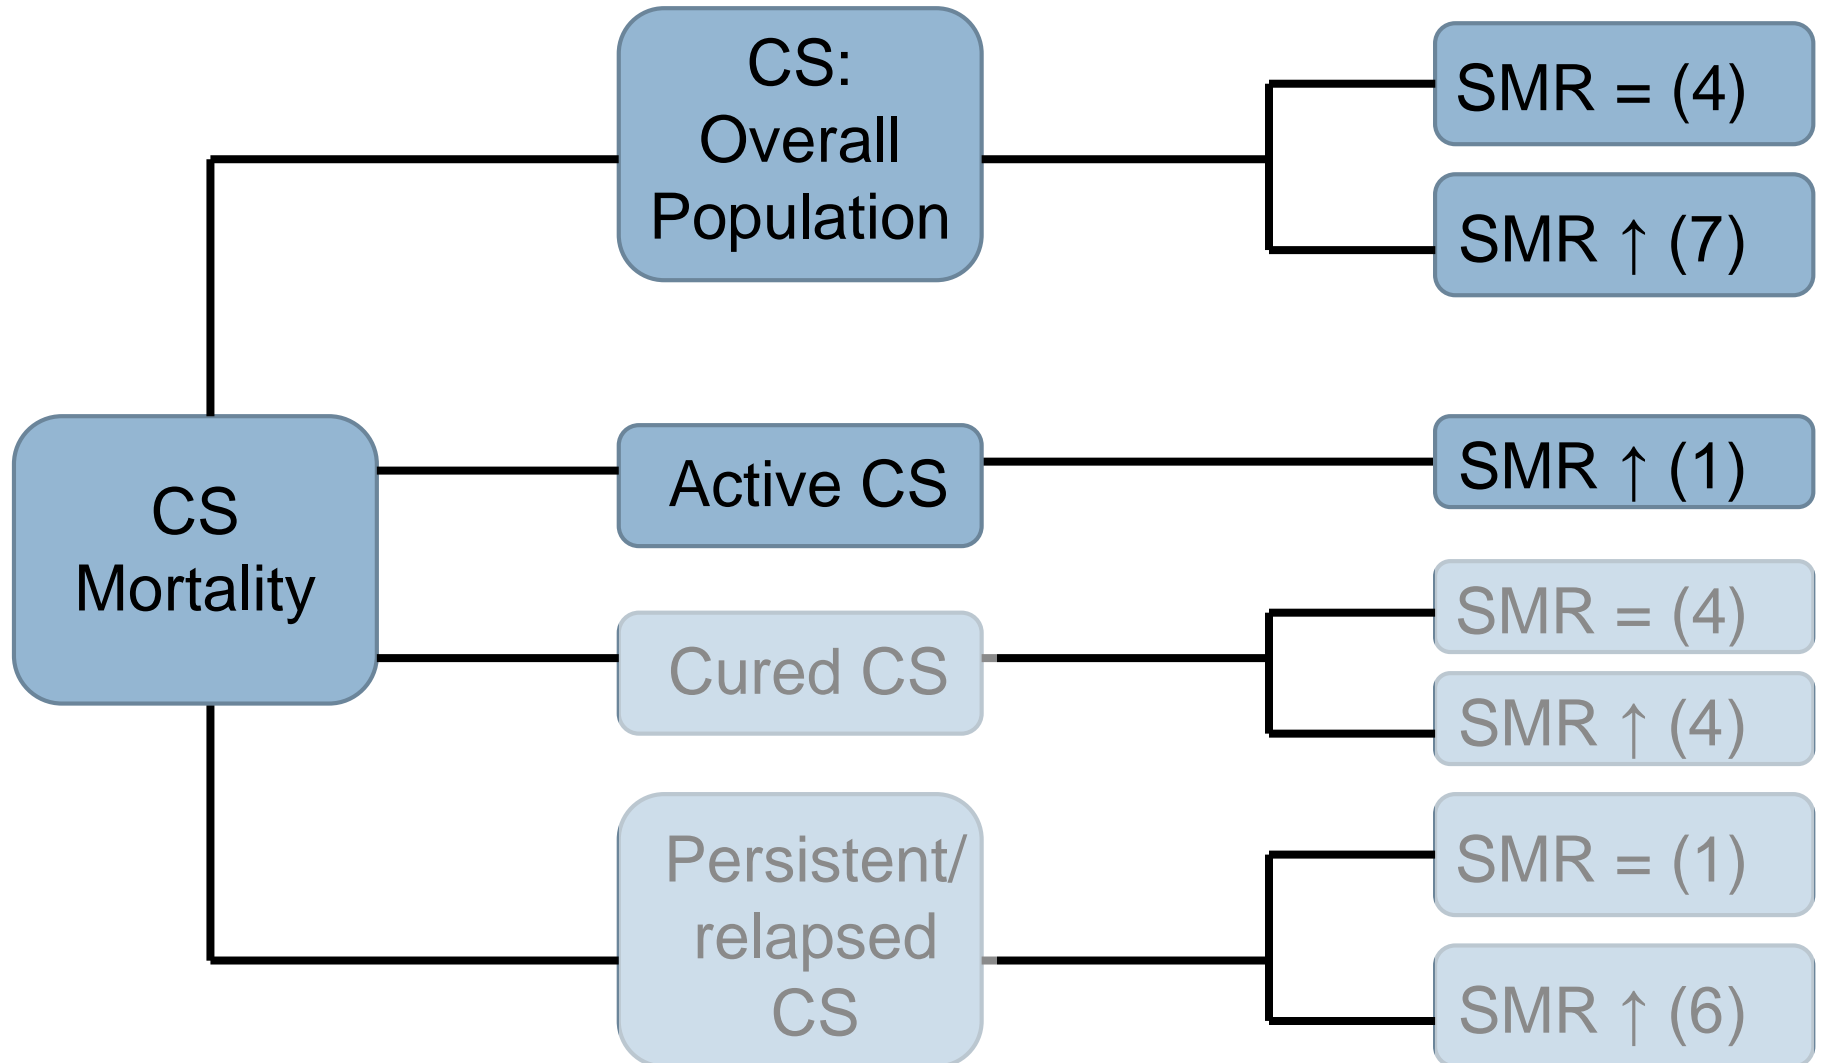 CS
Mortality
CS:
Overall
Population
SMR = (4)
SMR ↑ (7)
Active CS
SMR ↑ (1)
Cured CS
SMR = (4)
SMR ↑ (4)
Persistent/
relapsed
CS
SMR = (1)
SMR ↑ (6)